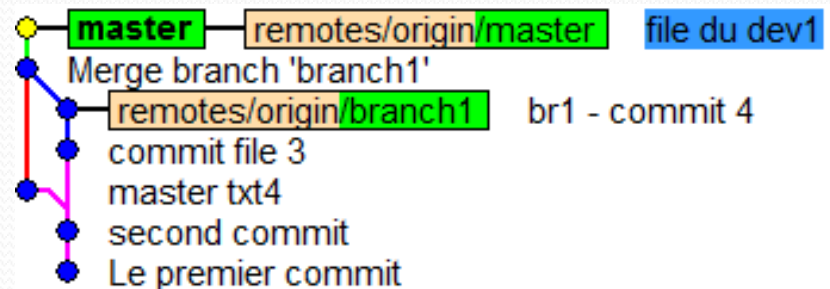 master remotes/origin/master file du dev1
Merge branch 'branch1'
remotes/origin/branch1 br1 - commit 4
commit file 3
master txt4
second commit
Le premier commit